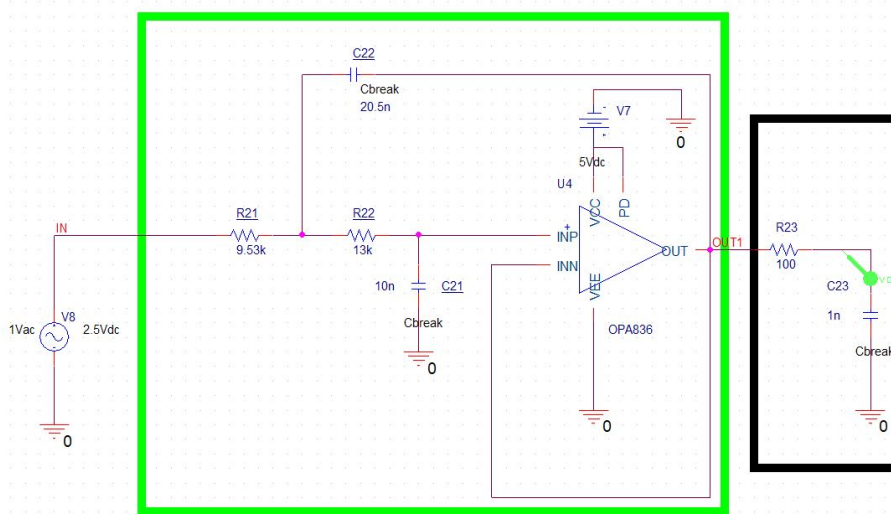 C22
Cbreak
20.5n
V7
0
5Vdc
U4
IN
R21
9.53k
R22
13k
+
INP
INN
VCC
PD
VEE
OUT
OUT1
R23
100
10n
C21
Cbreak
0
OPA836
C23
1n
Cbreak
1Vac
V8
2.5Vdc
0
0
0